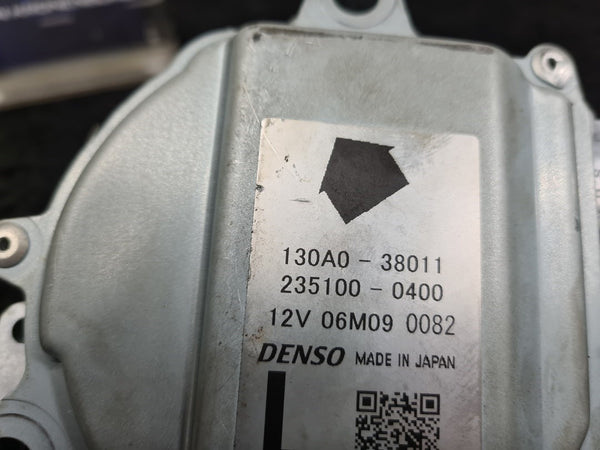 130A0 - 38011
235100 - 0400
12V 06M09 0082
DENSO MADE IN JAPAN
L